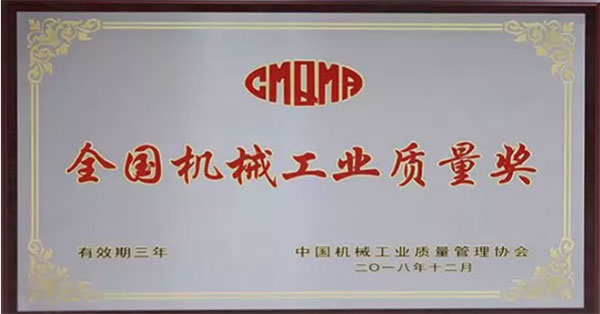 CMQMA
全国机械工业质量奖
有效期三年
中国机械工业质量管理协会
二〇一八年十二月